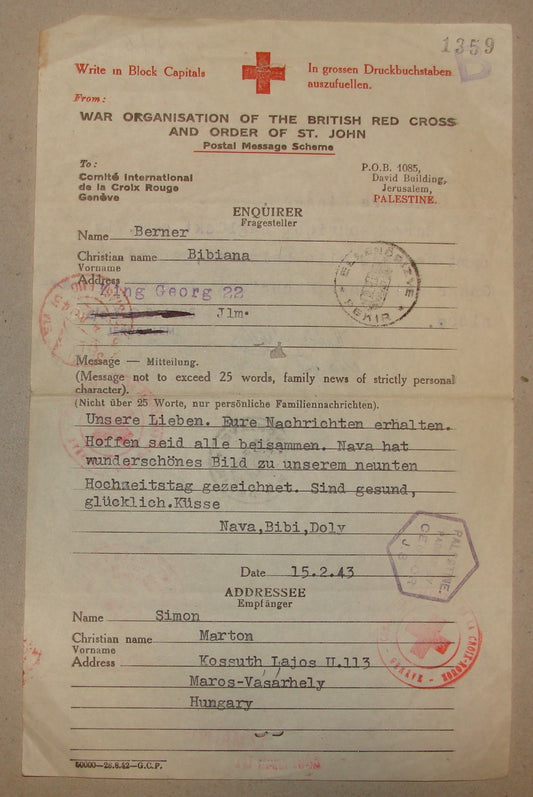 1359
Write in Block Capitals
In grossen Druckbuchstaben
auszufuellen.
From:
WAR ORGANISATION OF THE BRITISH RED CROSS
AND ORDER OF ST. JOHN
Postal Message Scheme
To:
Comité International
de la Croix Rouge
Genève
P.O.B. 1085,
David Building,
Jerusalem,
PALESTINE.
ENQUIRER
Fragesteller
Name Berner
Christian name Bibiana
Vorname
Address
King Georg 22
Jlm.
ELLENŐRIZVE
Message — Mitteilung.
(Message not to exceed 25 words, family news of strictly personal
character).
(Nicht über 25 Worte, nur persönliche Familiennachrichten).
Unsere Lieben. Eure Nachrichten erhalten.
Hoffen seid alle beisammen. Nava hat
wunderschönes Bild zu unserem neunten
Hochzeitstag gezeichnet. Sind gesund,
glücklich.Küsse
Nava,Bibi,Doly
PALESTINE.
Date 15.2.43
ADDRESSEE
Empfänger
Name Simon
Christian name Marton
Vorname
Address Kossuth Lajos U.113
Maros-Vásárhely
Hungary
CROIX-ROUGE
50000—28.8.42—G.C.P.